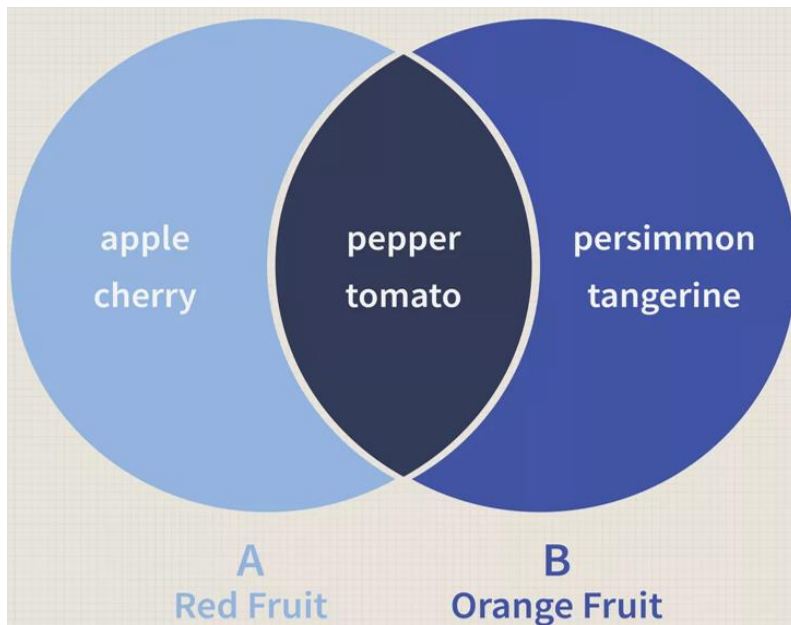 apple
cherry
pepper
tomato
persimmon
tangerine
A
Red Fruit
B
Orange Fruit